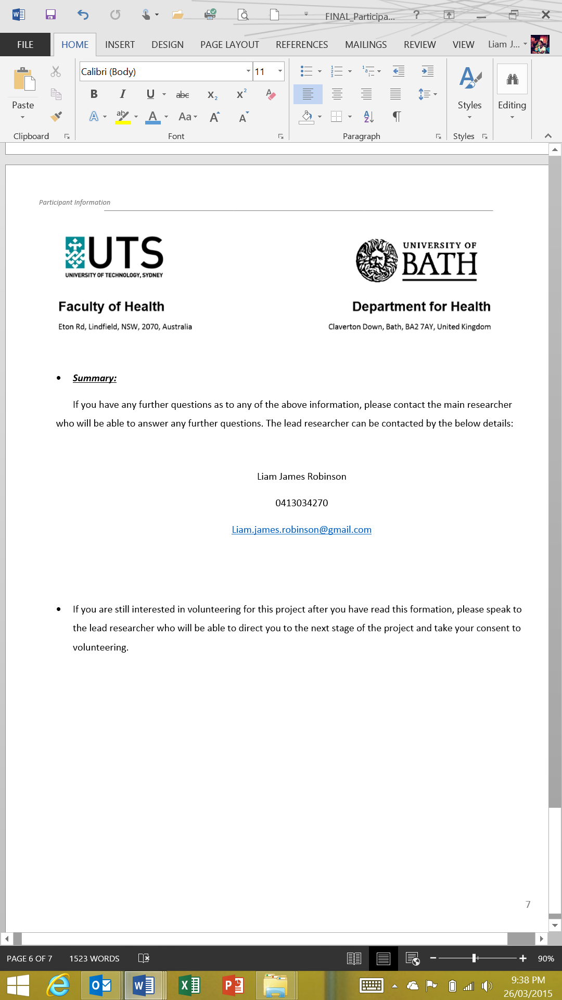 FINAL_Participa...
FILE HOME INSERT DESIGN PAGE LAYOUT REFERENCES MAILINGS REVIEW VIEW Liam J...
Calibri (Body) 11
Paste
Styles
Editing
Clipboard Font Paragraph Styles
Participant Information
UTS
UNIVERSITY OF TECHNOLOGY, SYDNEY
UNIVERSITY OF
BATH
Faculty of Health
Department for Health
Eton Rd, Lindfield, NSW, 2070, Australia
Claverton Down, Bath, BA2 7AY, United Kingdom
• Summary:
If you have any further questions as to any of the above information, please contact the main researcher
who will be able to answer any further questions. The lead researcher can be contacted by the below details:
Liam James Robinson
0413034270
Liam.james.robinson@gmail.com
• If you are still interested in volunteering for this project after you have read this formation, please speak to
the lead researcher who will be able to direct you to the next stage of the project and take your consent to
volunteering.
7
PAGE 6 OF 7 1523 WORDS 90%
9:38 PM
26/03/2015